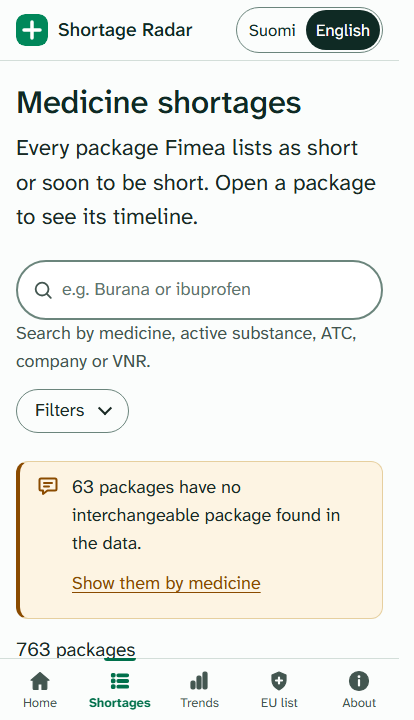 Shortage Radar
Suomi
English
Medicine shortages
Every package Fimea lists as short
or soon to be short. Open a package
to see its timeline.
e.g. Burana or ibuprofen
Search by medicine, active substance, ATC,
company or VNR.
Filters
63 packages have no
interchangeable package found in
the data.
Show them by medicine
763 packages
Home
Shortages
Trends
EU list
About